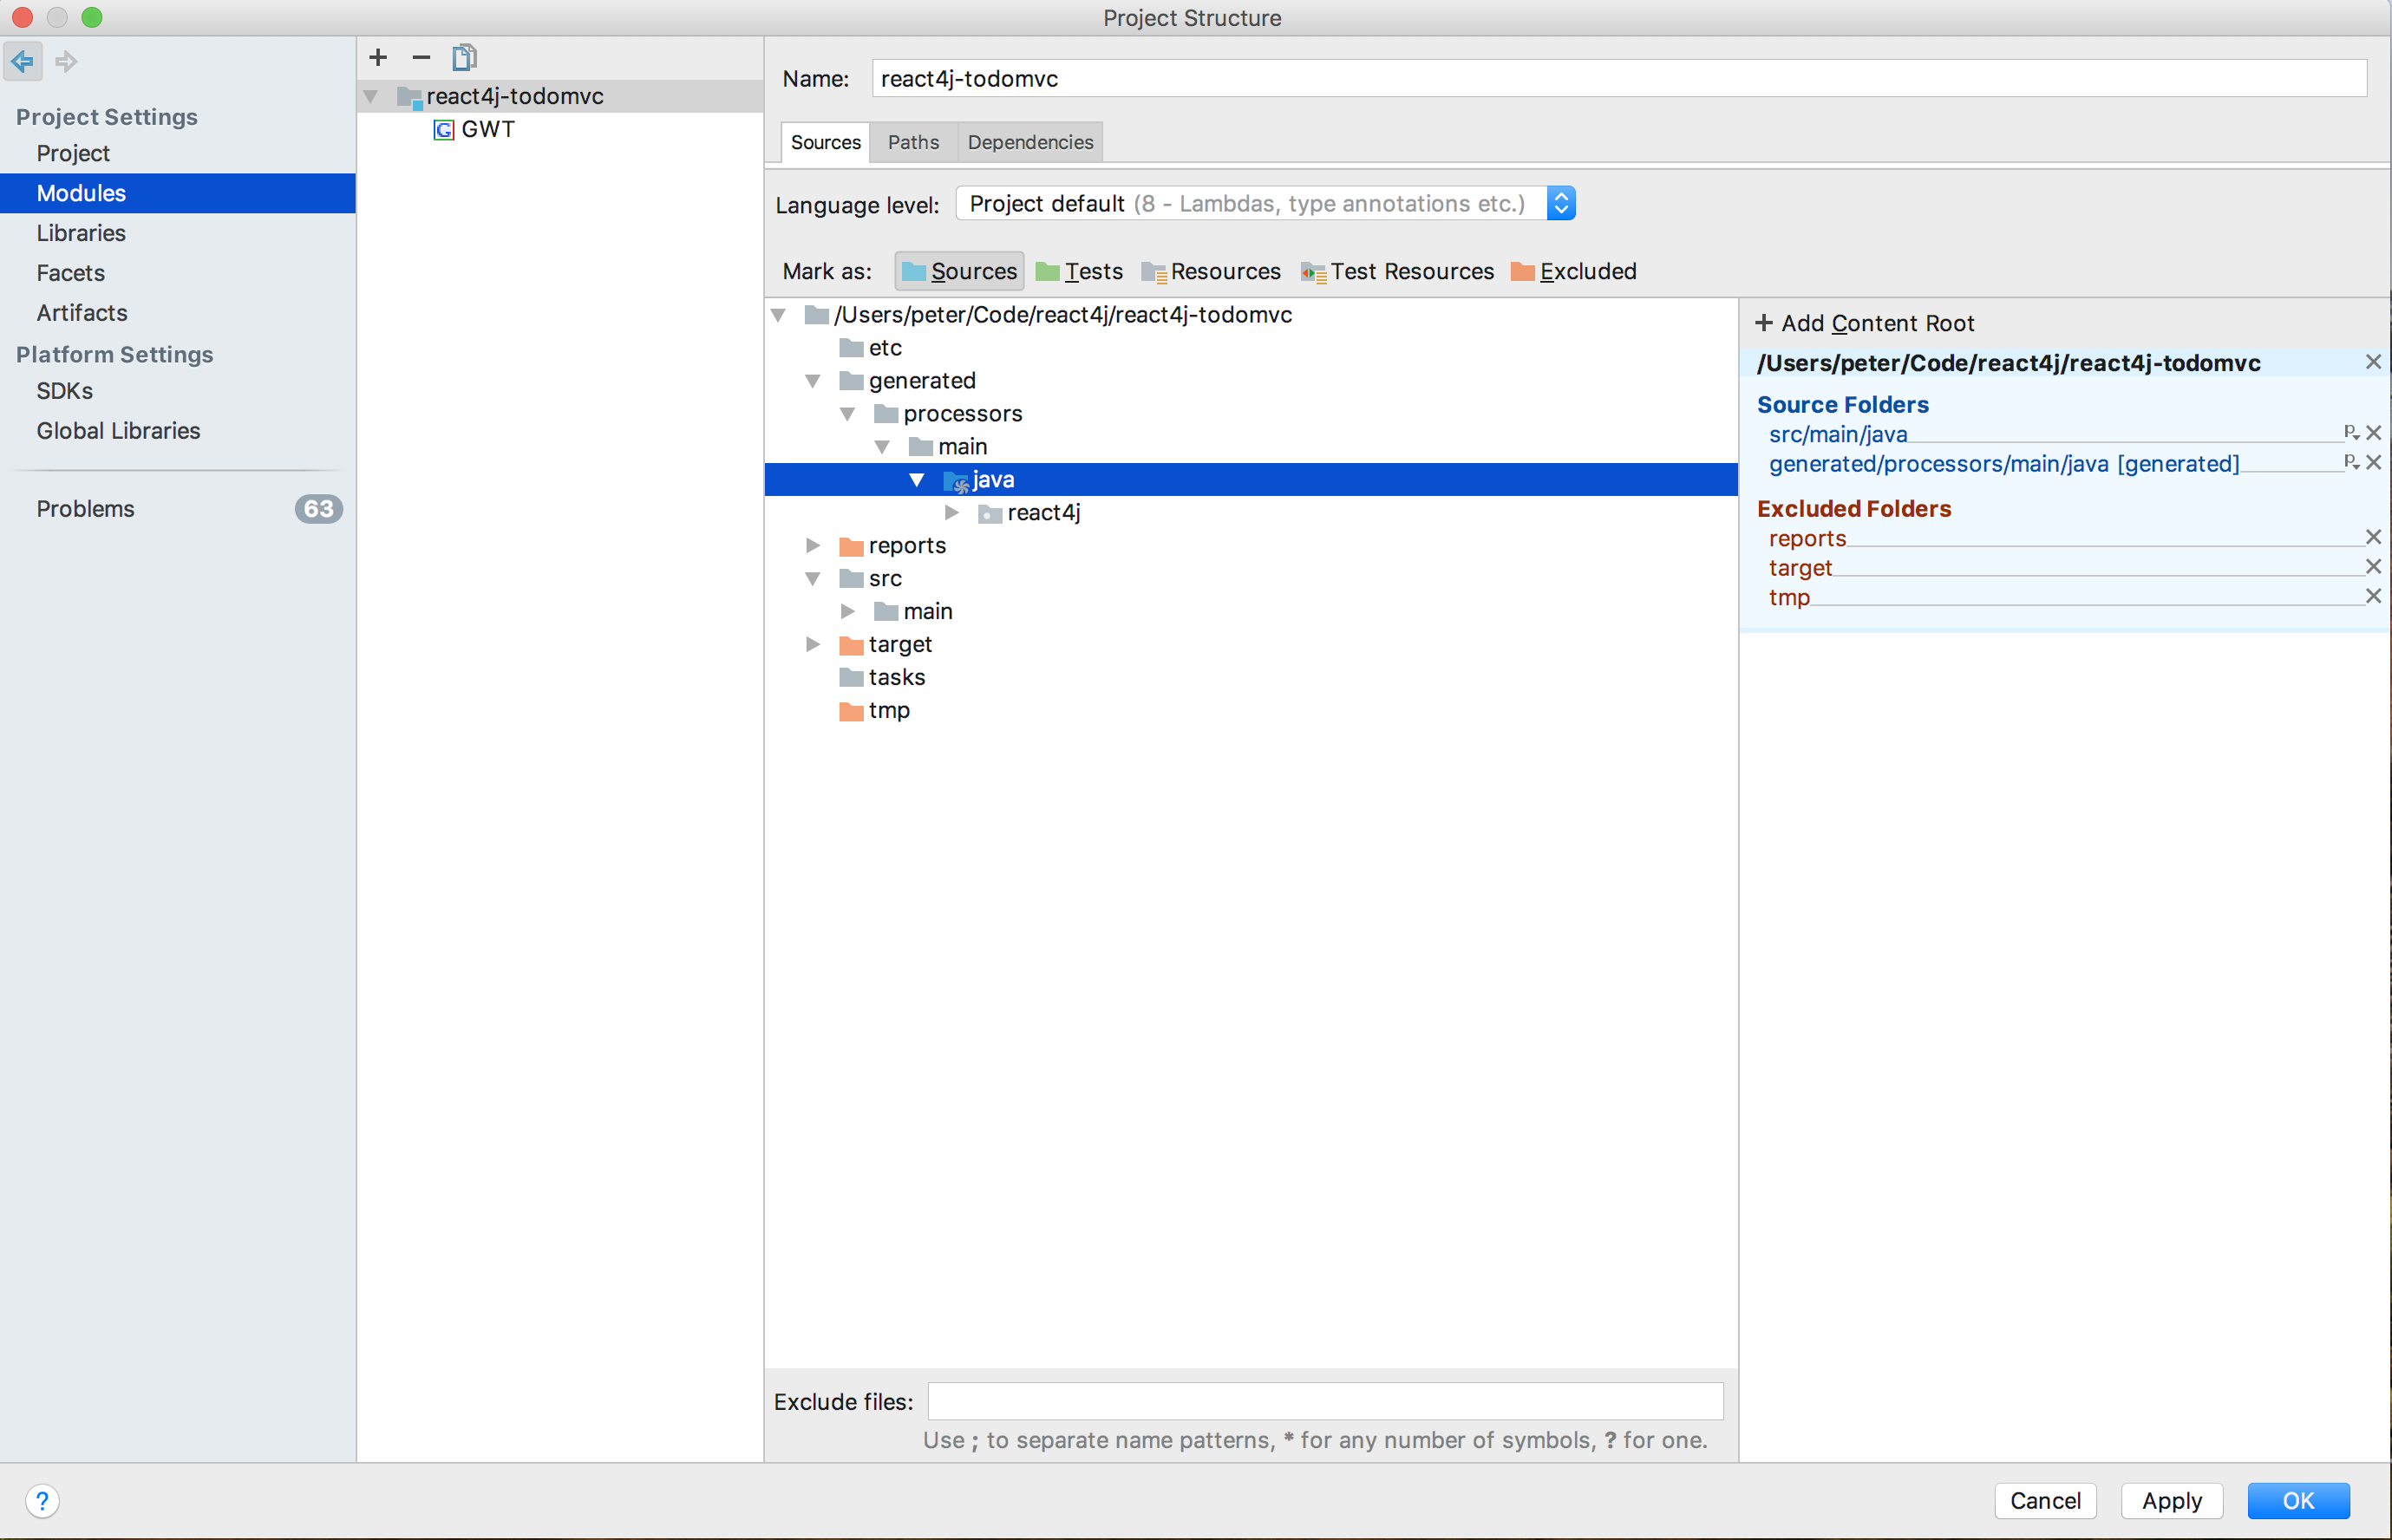 Project Structure
Project Settings
Project
Modules
Libraries
Facets
Artifacts
Platform Settings
SDKs
Global Libraries
Problems 63
react4j-todomvc
GWT
Name: react4j-todomvc
Sources Paths Dependencies
Language level: Project default (8 - Lambdas, type annotations etc.)
Mark as: Sources Tests Resources Test Resources Excluded
/Users/peter/Code/react4j/react4j-todomvc
etc
generated
processors
main
java
react4j
reports
src
main
target
tasks
tmp
Exclude files:
Use ; to separate name patterns, * for any number of symbols, ? for one.
+ Add Content Root
/Users/peter/Code/react4j/react4j-todomvc
Source Folders
src/main/java
generated/processors/main/java [generated]
Excluded Folders
reports
target
tmp
? Cancel Apply OK